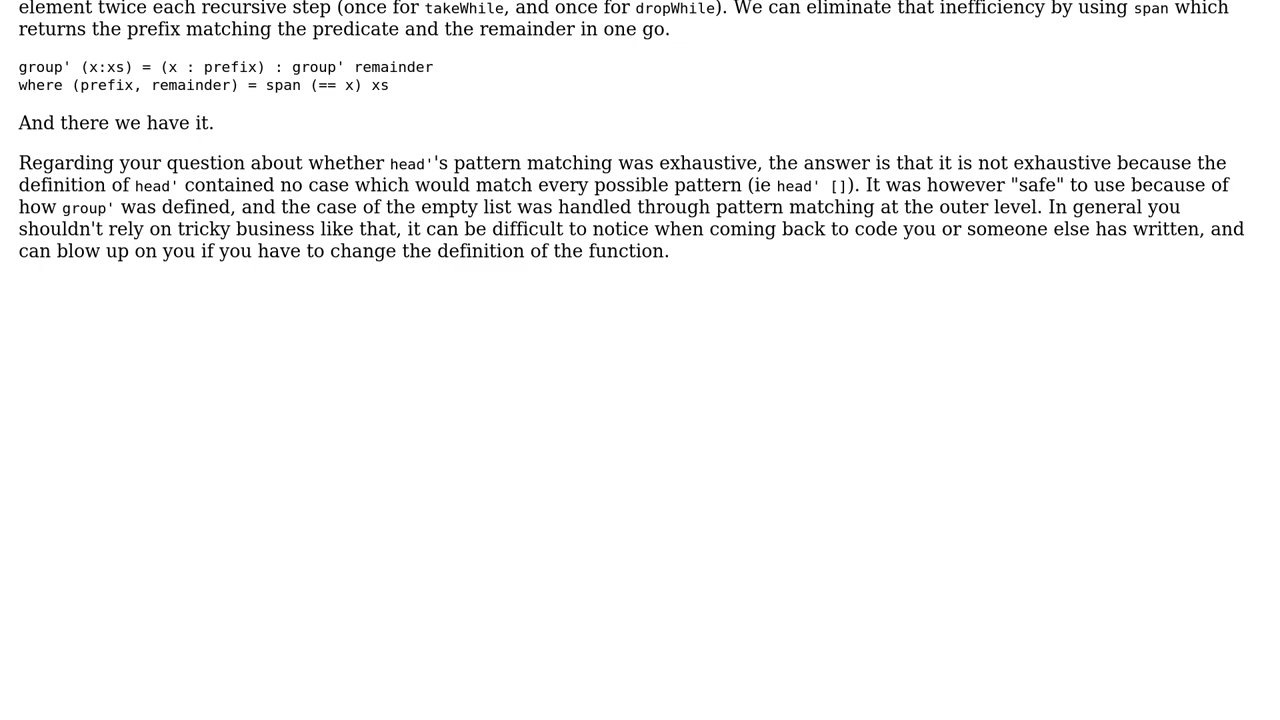 element twice each recursive step (once for takeWhile, and once for dropWhile). We can eliminate that inefficiency by using span which
returns the prefix matching the predicate and the remainder in one go.
group' (x:xs) = (x : prefix) : group' remainder
where (prefix, remainder) = span (== x) xs
And there we have it.
Regarding your question about whether head''s pattern matching was exhaustive, the answer is that it is not exhaustive because the
definition of head' contained no case which would match every possible pattern (ie head' []). It was however "safe" to use because of
how group' was defined, and the case of the empty list was handled through pattern matching at the outer level. In general you
shouldn't rely on tricky business like that, it can be difficult to notice when coming back to code you or someone else has written, and
can blow up on you if you have to change the definition of the function.